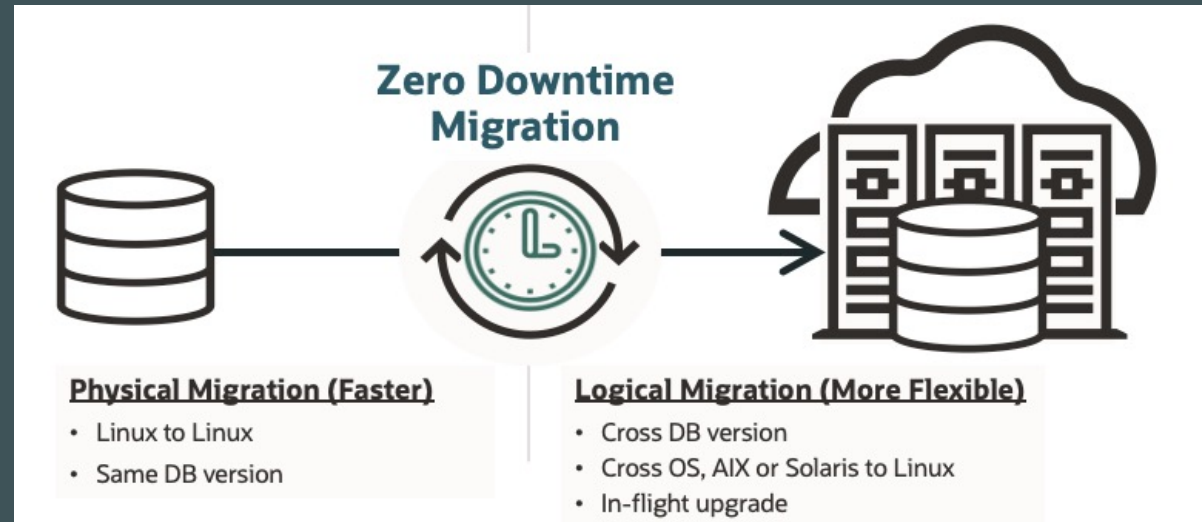 Zero Downtime
Migration
Physical Migration (Faster)
• Linux to Linux
• Same DB version
Logical Migration (More Flexible)
• Cross DB version
• Cross OS, AIX or Solaris to Linux
• In-flight upgrade